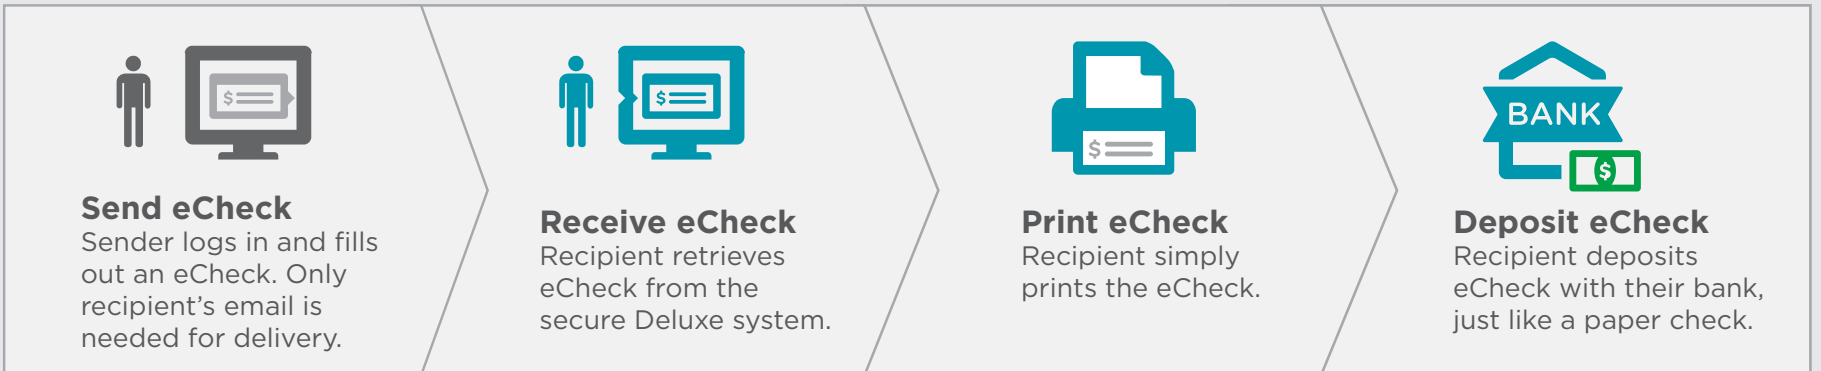 $
Send eCheck
Sender logs in and fills
out an eCheck. Only
recipient’s email is
needed for delivery.
$
Receive eCheck
Recipient retrieves
eCheck from the
secure Deluxe system.
$
Print eCheck
Recipient simply
prints the eCheck.
BANK
$
Deposit eCheck
Recipient deposits
eCheck with their bank,
just like a paper check.